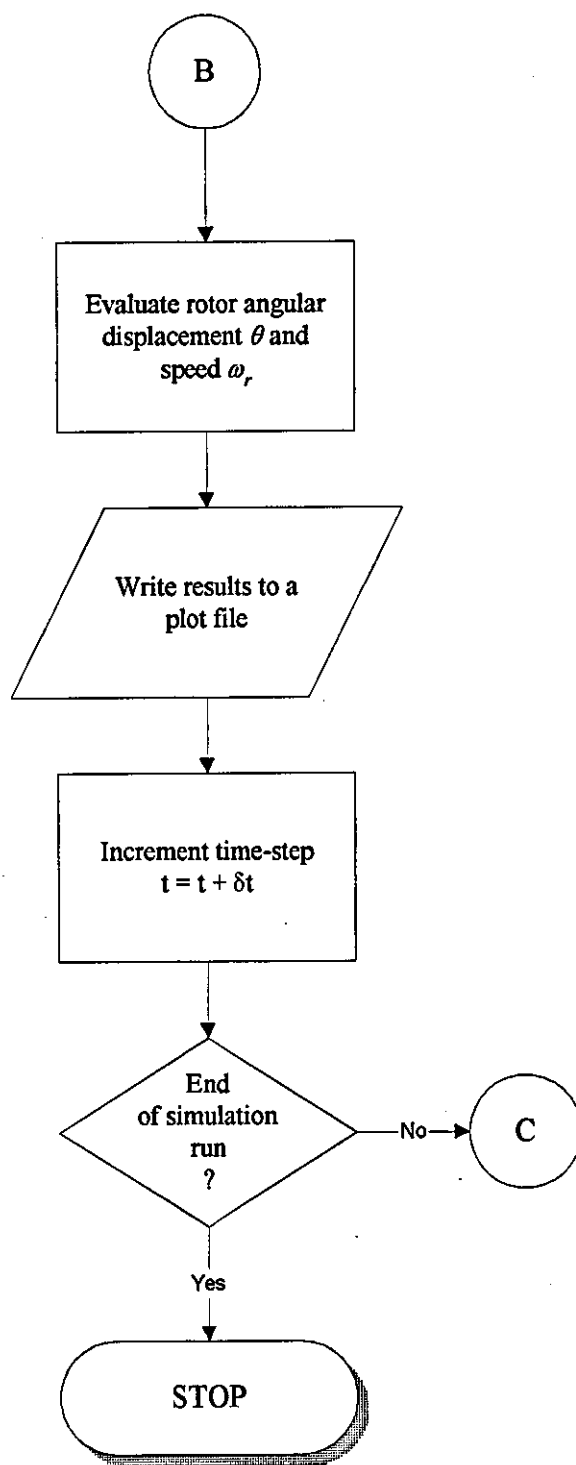 B
Evaluate rotor angular
displacement θ and
speed ωr
Write results to a
plot file
Increment time-step
t = t + δt
End
of simulation
run
?
No
C
Yes
STOP